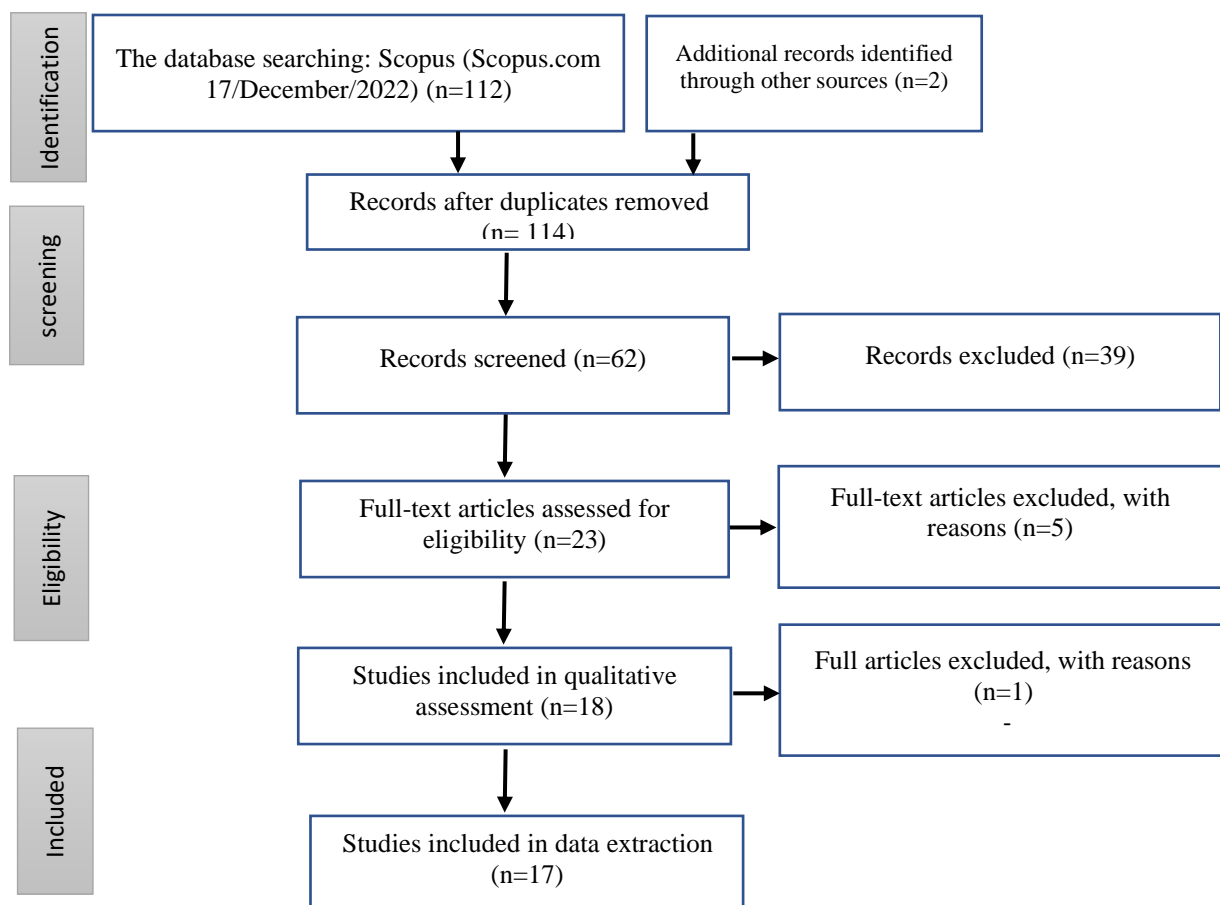 Identification
The database searching: Scopus (Scopus.com
17/December/2022) (n=112)
Additional records identified
through other sources (n=2)
Records after duplicates removed
(n= 114)
screening
Records screened (n=62)
Records excluded (n=39)
Eligibility
Full-text articles assessed for
eligibility (n=23)
Full-text articles excluded, with
reasons (n=5)
Studies included in qualitative
assessment (n=18)
Full articles excluded, with reasons
(n=1)
-
Included
Studies included in data extraction
(n=17)